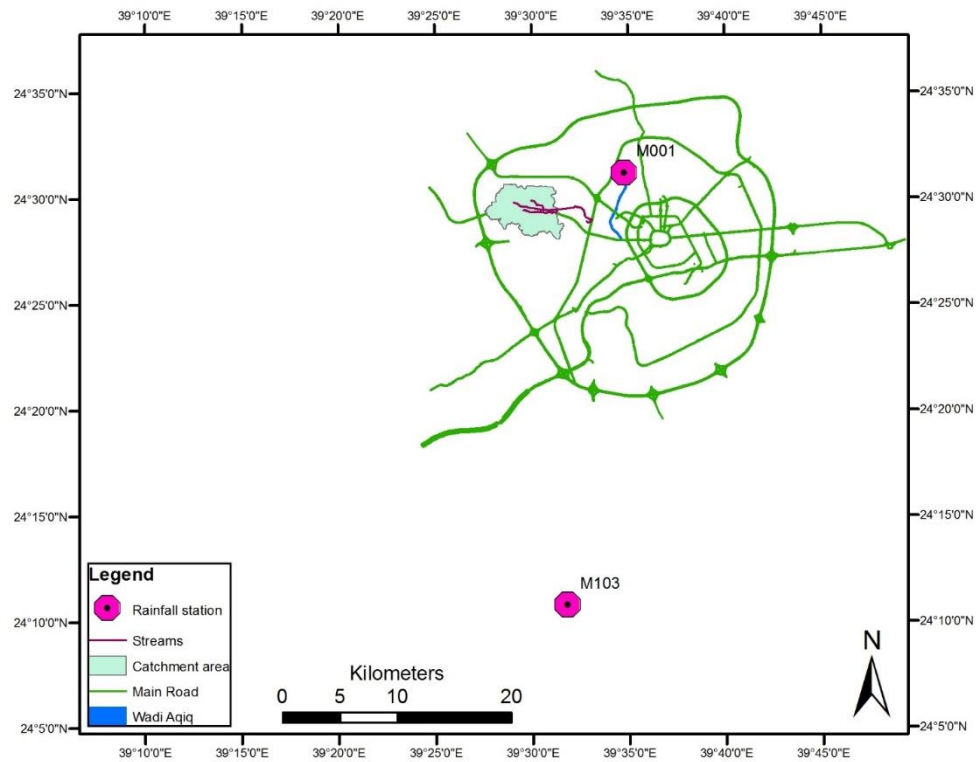 39°10'0"E 39°15'0"E 39°20'0"E 39°25'0"E 39°30'0"E 39°35'0"E 39°40'0"E 39°45'0"E
24°35'0"N 24°35'0"N
M001
24°30'0"N 24°30'0"N
24°25'0"N 24°25'0"N
24°20'0"N 24°20'0"N
24°15'0"N 24°15'0"N
M103
24°10'0"N 24°10'0"N
24°5'0"N 24°5'0"N
Legend
Rainfall station
Streams
Catchment area
Main Road
Wadi Aqiq
Kilometers
0 5 10 20
N
39°10'0"E 39°15'0"E 39°20'0"E 39°25'0"E 39°30'0"E 39°35'0"E 39°40'0"E 39°45'0"E